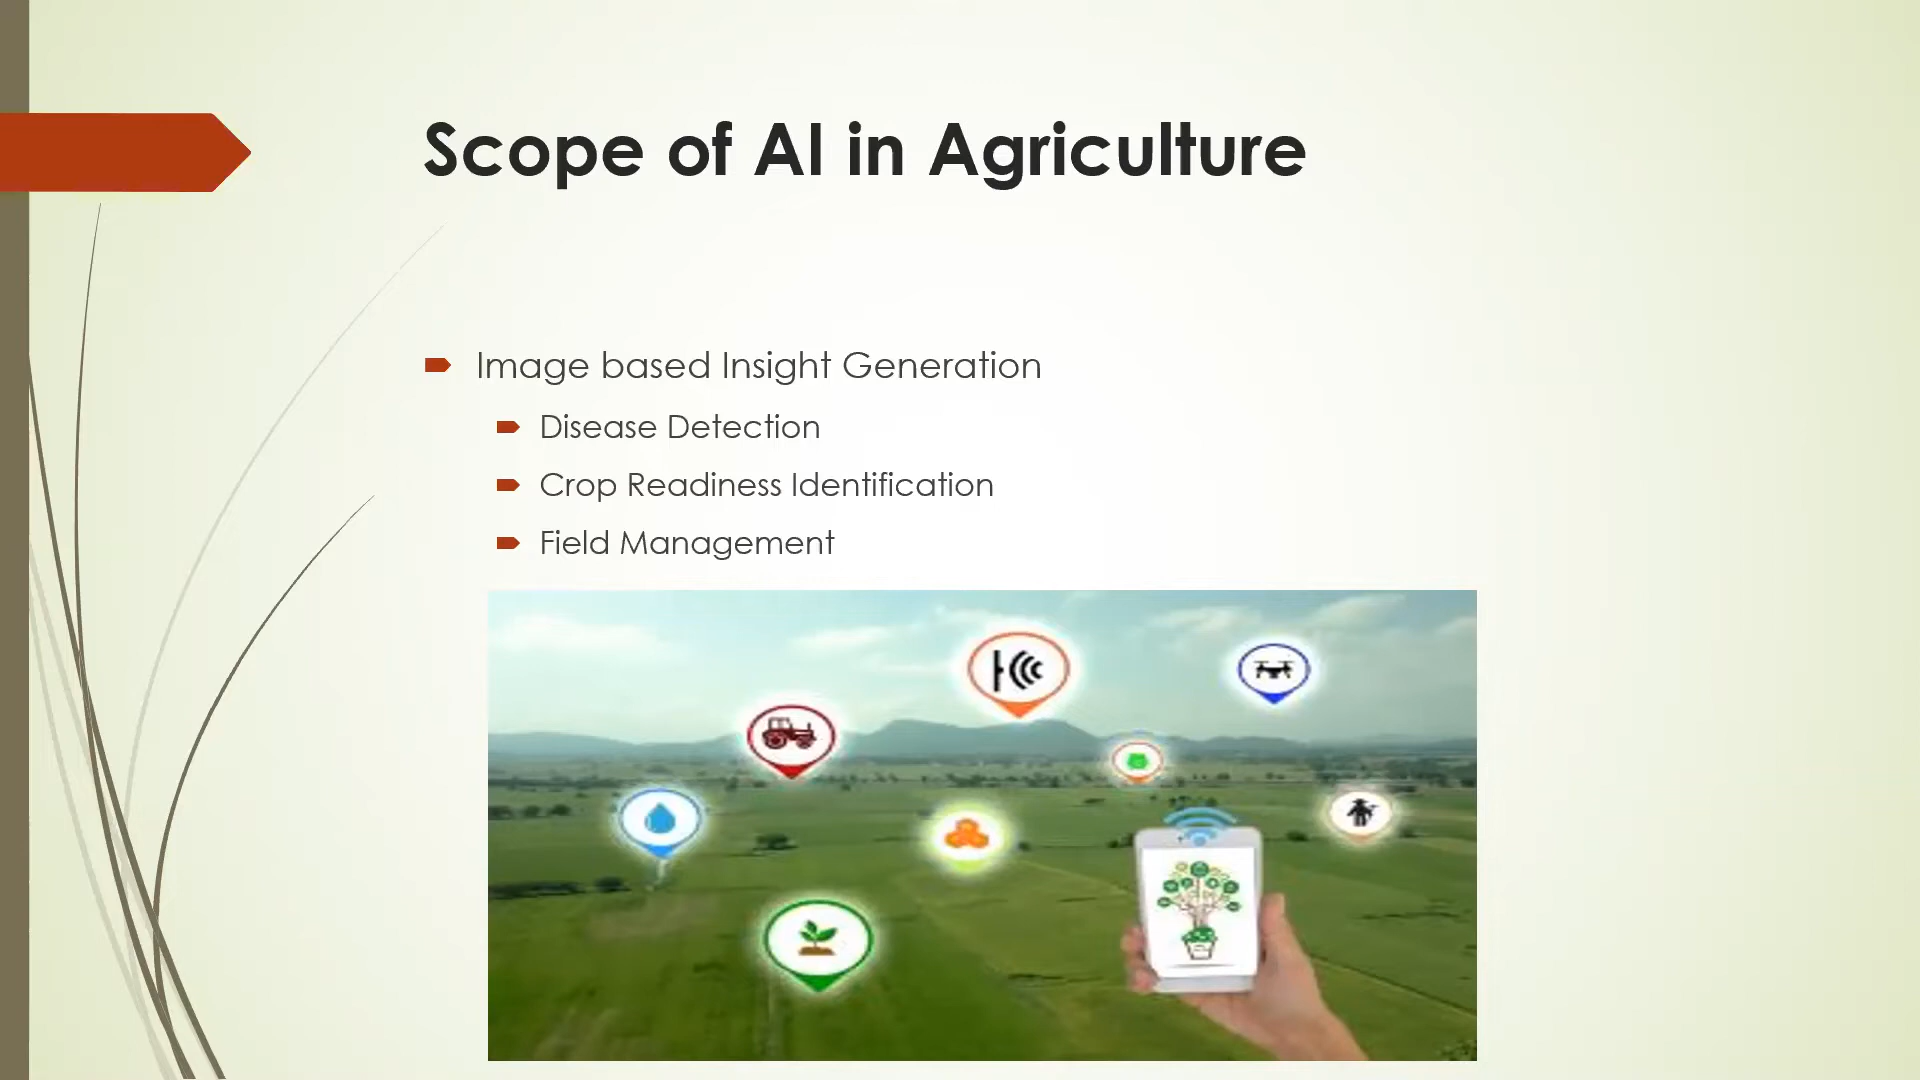 Scope of AI in Agriculture
Image based Insight Generation
Disease Detection
Crop Readiness Identification
Field Management